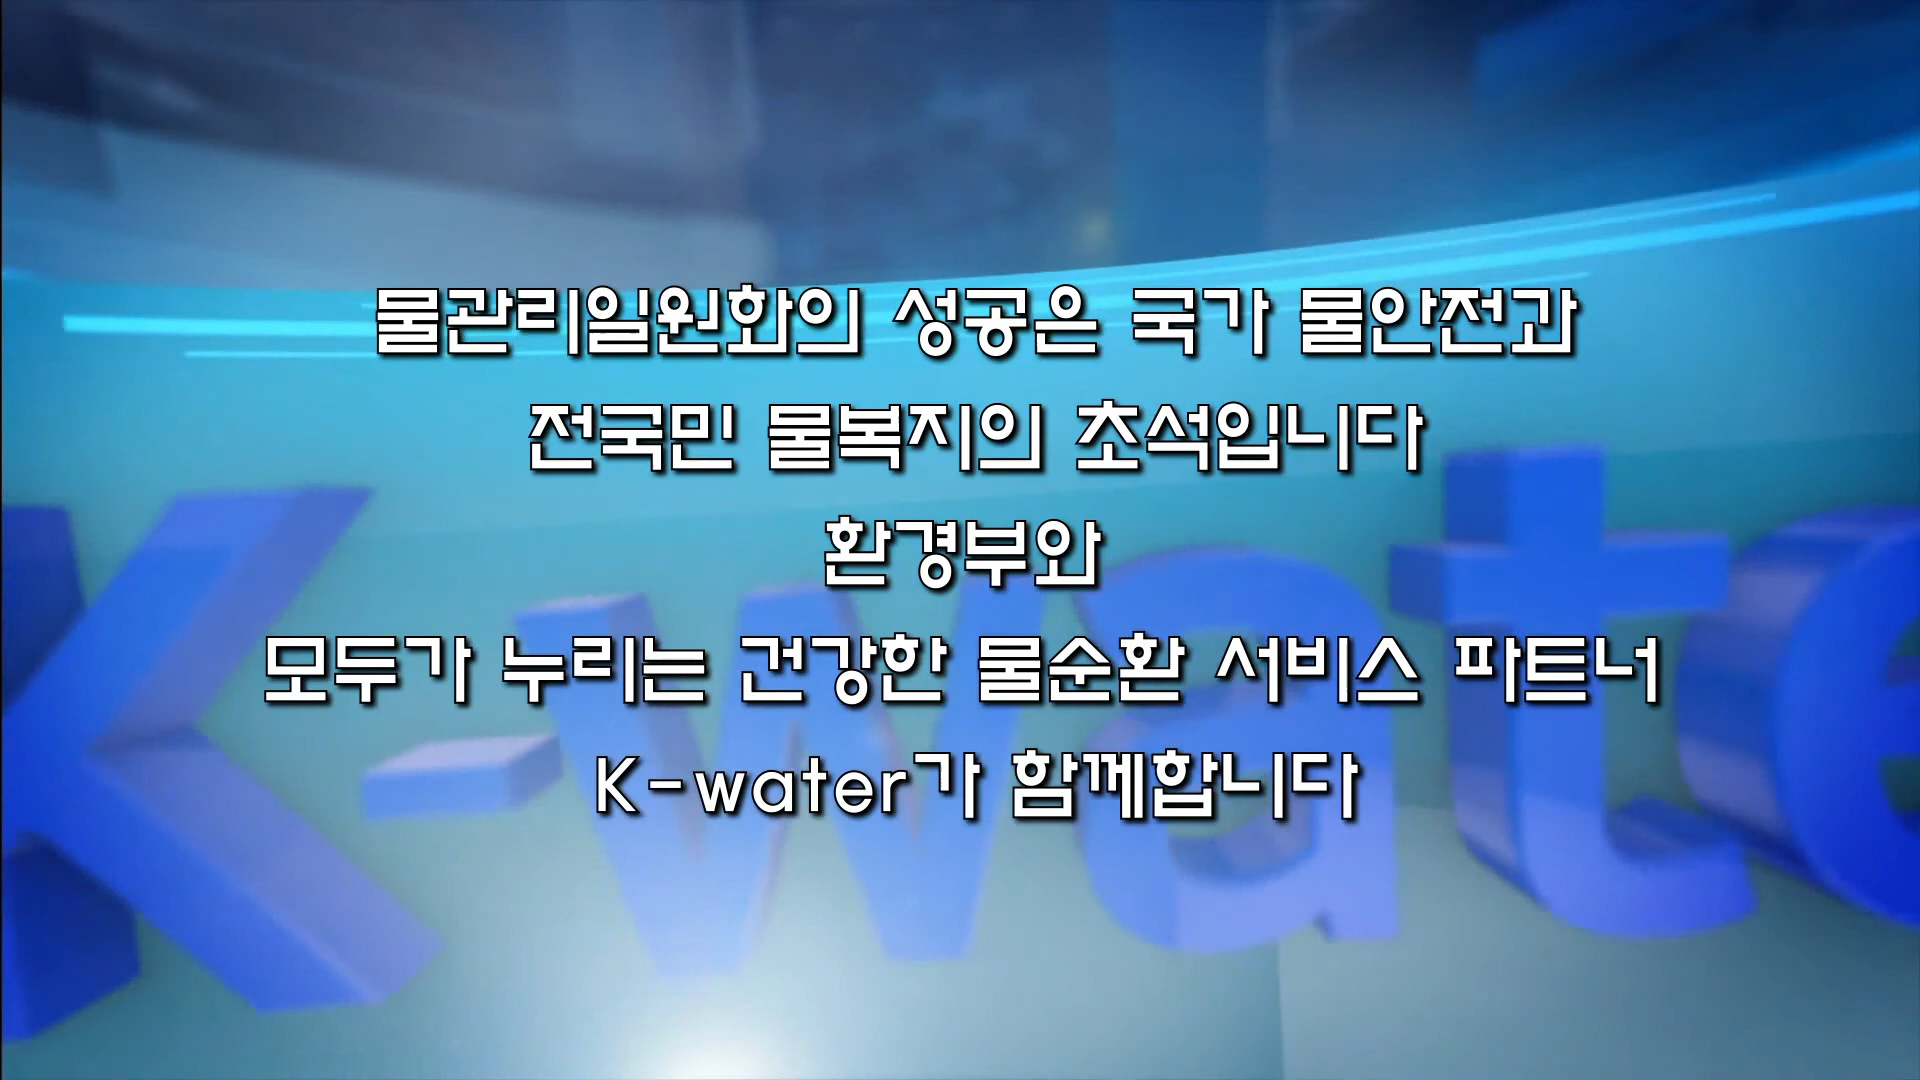 물관리일원화의 성공은 국가 물안전과
전국민 물복지의 초석입니다
환경부와
모두가 누리는 건강한 물순환 서비스 파트너
K-water가 함께합니다
K-wate